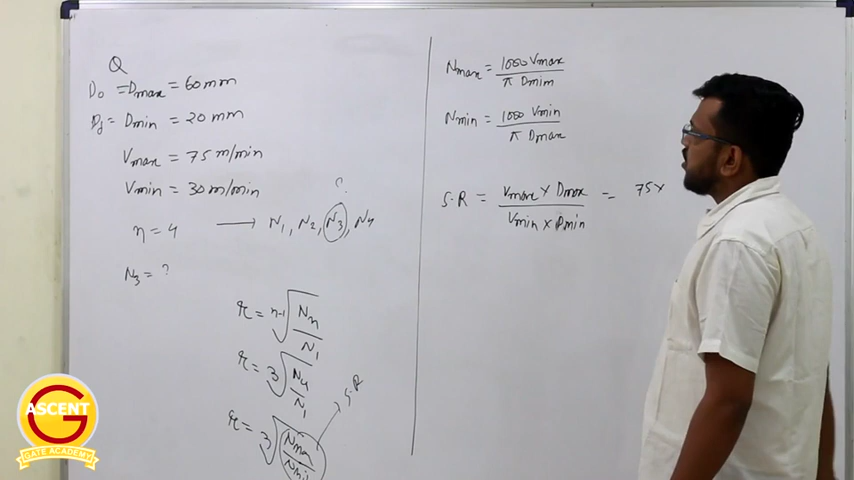 Q
D₀ = Dmax = 60 mm
Dmin = 20 mm
Vmax = 75 m/min
Vmin = 30 m/min
n = 4 → N₁, N₂, N₃, N₄
?
N₃ = ?
r = ⁿ⁻¹√(Nn / N₁)
r = ³√(N₄ / N₁)
r = ³√(Nmax / Nmin) → S.R
Nmax = 1000 Vmax / π Dmin
Nmin = 1000 Vmin / π Dmax
S.R = Vmax × Dmax / Vmin × Dmin = 75×
ASCENT
GATE ACADEMY